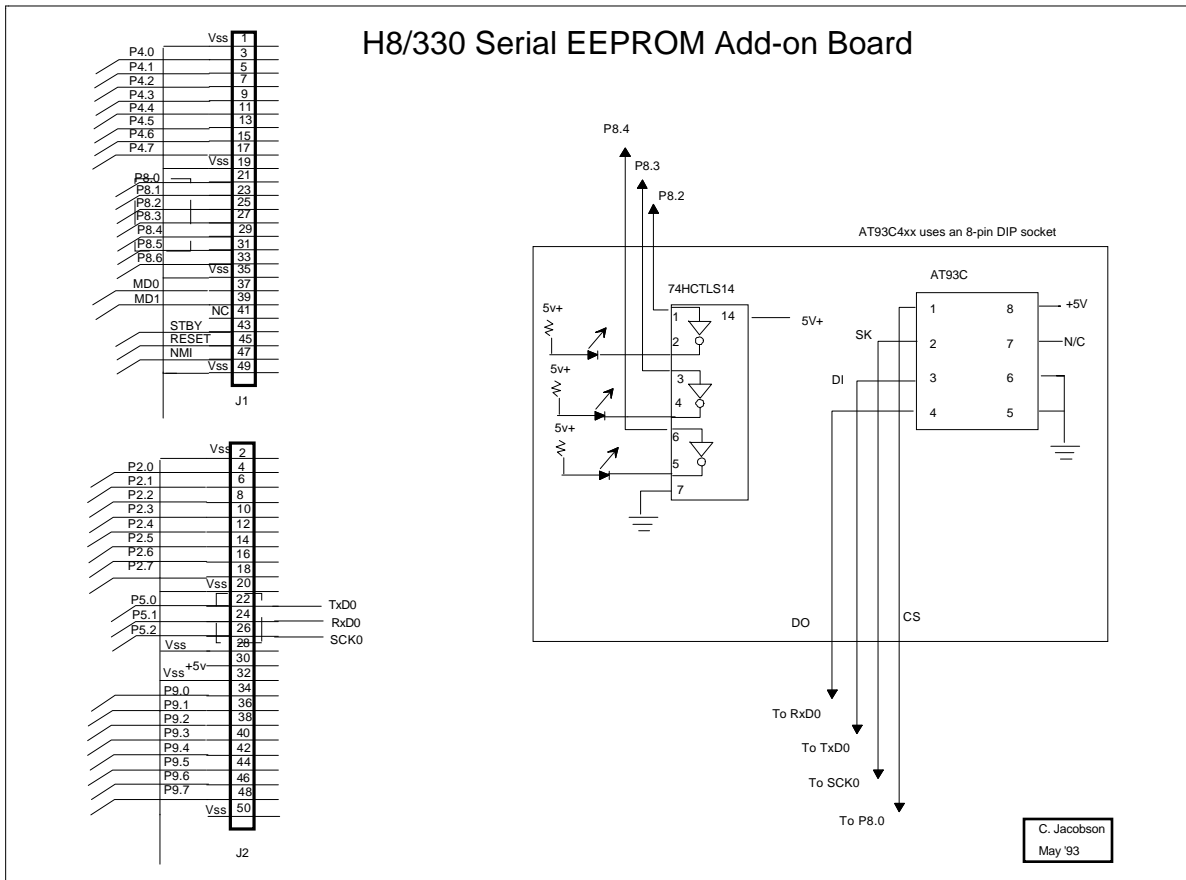 H8/330 Serial EEPROM Add-on Board
Vss 1
P4.0 3
P4.1 5
P4.2 7
P4.3 9
P4.4 11
P4.5 13
P4.6 15
P4.7 17
Vss 19
P8.0 21
P8.1 23
P8.2 25
P8.3 27
P8.4 29
P8.5 31
P8.6 33
Vss 35
MD0 37
MD1 39
NC 41
STBY 43
RESET 45
NMI 47
Vss 49
J1
Vss 2
P2.0 4
P2.1 6
P2.2 8
P2.3 10
P2.4 12
P2.5 14
P2.6 16
P2.7 18
Vss 20
P5.0 22 TxD0
P5.1 24 RxD0
P5.2 26 SCK0
Vss 28
+5v 30
Vss 32
P9.0 34
P9.1 36
P9.2 38
P9.3 40
P9.4 42
P9.5 44
P9.6 46
P9.7 48
Vss 50
J2
P8.4
P8.3
P8.2
AT93C4xx uses an 8-pin DIP socket
74HCTLS14
5v+
5v+
5v+
1 14 5V+
2
3
4
6
5
7
AT93C
1 8 +5V
SK 2 7 N/C
DI 3 6
4 5
DO
CS
To RxD0
To TxD0
To SCK0
To P8.0
C. Jacobson
May '93